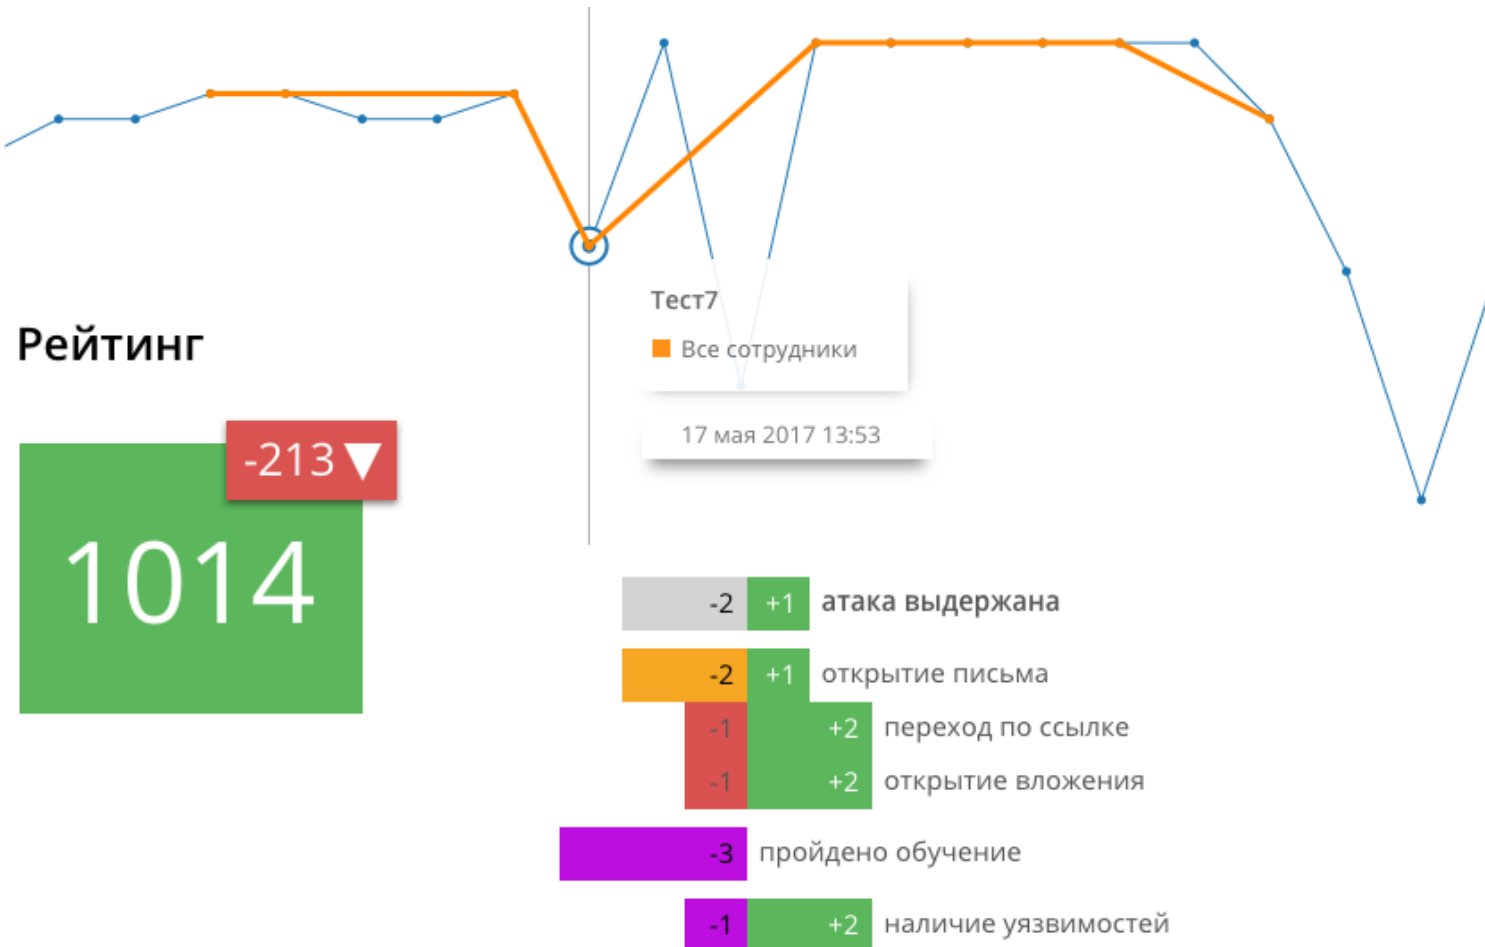 Тест7
Все сотрудники
17 мая 2017 13:53
Рейтинг
-213▼
1014
-2 +1 атака выдержана
-2 +1 открытие письма
-1 +2 переход по ссылке
-1 +2 открытие вложения
-3 пройдено обучение
-1 +2 наличие уязвимостей